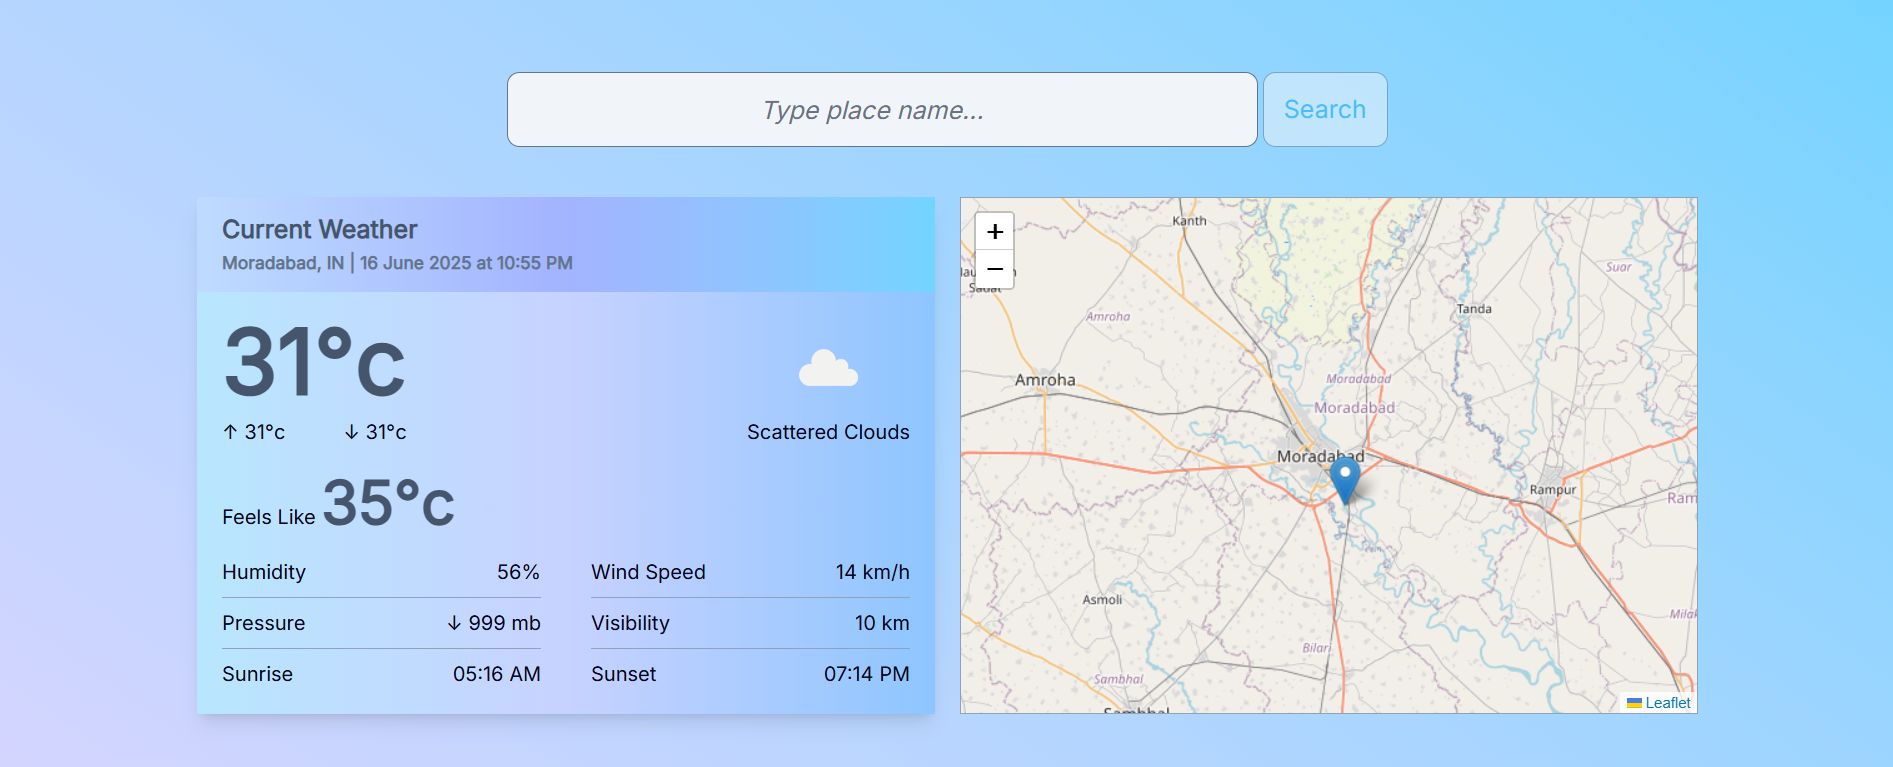 Type place name...
Search
Current Weather
Moradabad, IN | 16 June 2025 at 10:55 PM
31°c
↑ 31°c ↓ 31°c
Scattered Clouds
Feels Like 35°c
Humidity 56%
Wind Speed 14 km/h
Pressure ↓ 999 mb
Visibility 10 km
Sunrise 05:16 AM
Sunset 07:14 PM
+
−
Kanth
Suar
Tanda
Amroha
Amroha
Moradabad
Moradabad
Moradabad
Rampur
Asmoli
Bilari
Sambhal
Sambhal
Leaflet